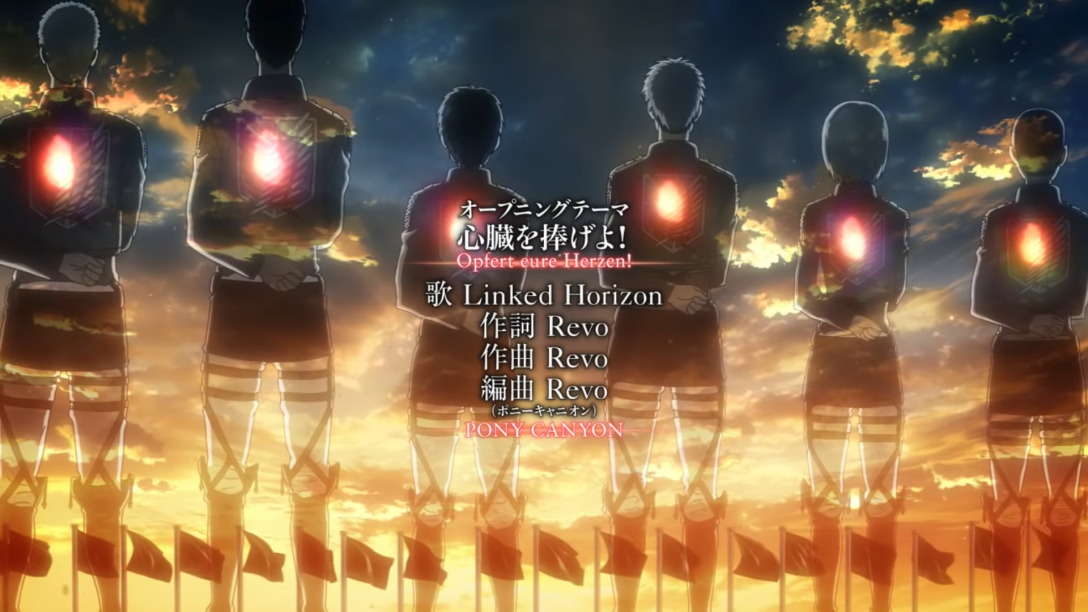 オープニングテーマ
心臓を捧げよ!
Opfert eure Herzen!
歌 Linked Horizon
作詞 Revo
作曲 Revo
編曲 Revo
(ポニーキャニオン)
PONY CANYON